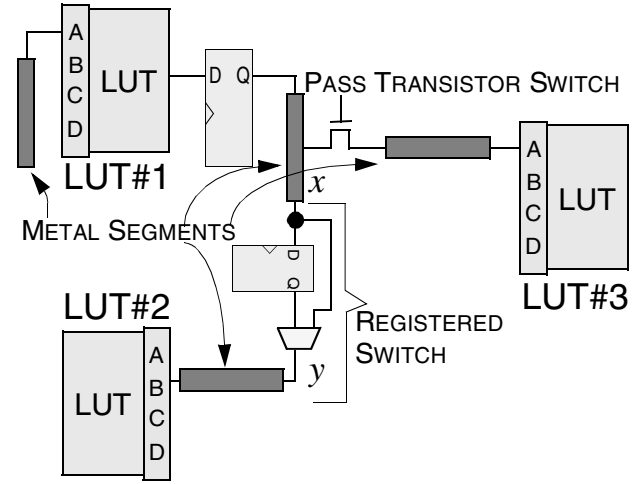 A
B
C
D
LUT
LUT#1
D Q
PASS TRANSISTOR SWITCH
METAL SEGMENTS
x
A
B
C
D
LUT
LUT#3
D
Q
REGISTERED
SWITCH
y
LUT#2
LUT
A
B
C
D